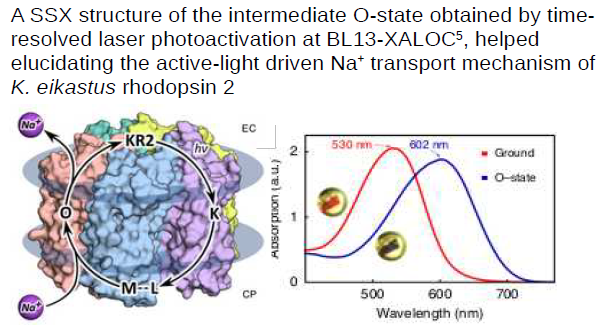 A SSX structure of the intermediate O-state obtained by time-
resolved laser photoactivation at BL13-XALOC⁵, helped
elucidating the active-light driven Na⁺ transport mechanism of
K. eikastus rhodopsin 2
Na⁺
EC
KR2
hν
O
K
M--L
CP
Na⁺
530 nm
602 nm
Ground
O–state
2
1
0
Absorption (a.u.)
500
600
700
Wavelength (nm)